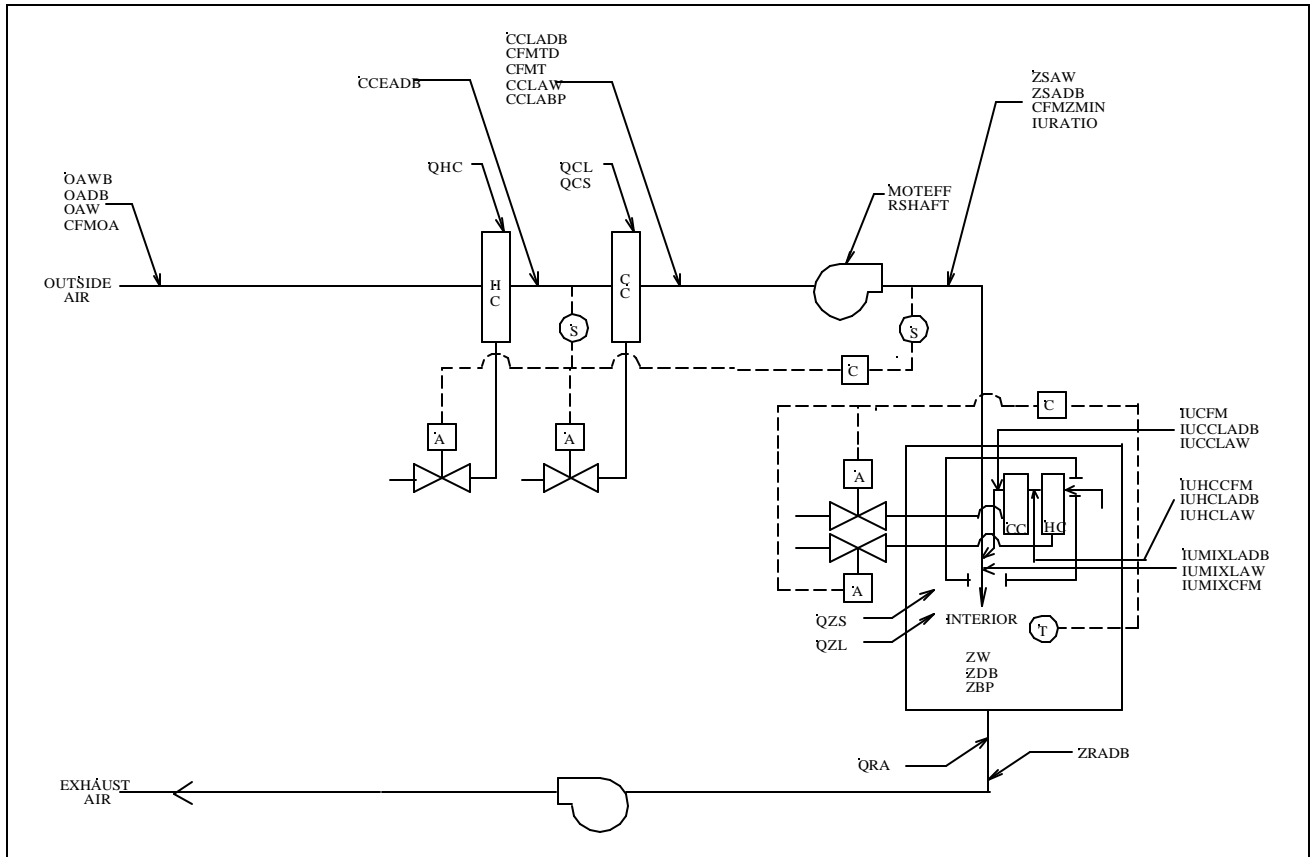 CCLADB
CFMTD
CFMT
CCLAW
CCLABP
CCEADB
ZSAW
ZSADB
CFMZMIN
IURATIO
OAWB
OADB
OAW
CFMOA
QHC
QCL
QCS
MOTEFF
RSHAFT
OUTSIDE
AIR
H
C
C
C
S
S
C
A
A
C
A
IUCFM
IUCCLADB
IUCCLAW
CC
HC
IUHCCFM
IUHCLADB
IUHCLAW
IUMIXLADB
IUMIXLAW
IUMIXCFM
A
QZS
QZL
INTERIOR
T
ZW
ZDB
ZBP
QRA
ZRADB
EXHAUST
AIR